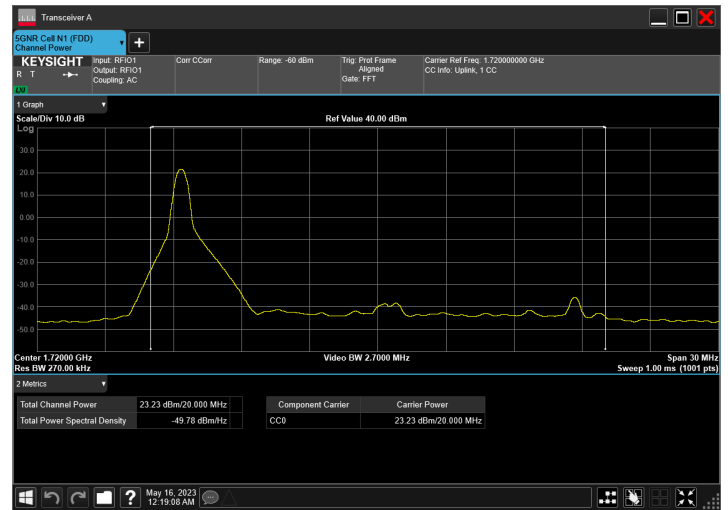 Transceiver A
5GNR Cell N1 (FDD)
Channel Power
KEYSIGHT
R T
LXI
Input: RFIO1
Output: RFIO1
Coupling: AC
Corr CCorr
Range: -60 dBm
Trig: Prot Frame
Aligned
Gate: FFT
Carrier Ref Freq: 1.720000000 GHz
CC Info: Uplink, 1 CC
1 Graph
Scale/Div 10.0 dB
Ref Value 40.00 dBm
Log
30.0
20.0
10.0
0.00
-10.0
-20.0
-30.0
-40.0
-50.0
Center 1.72000 GHz
Video BW 2.7000 MHz
Span 30 MHz
Res BW 270.00 kHz
Sweep 1.00 ms (1001 pts)
2 Metrics
Total Channel Power 23.23 dBm/20.000 MHz
Total Power Spectral Density -49.78 dBm/Hz
Component Carrier Carrier Power
CC0 23.23 dBm/20.000 MHz
?
May 16, 2023
12:19:08 AM